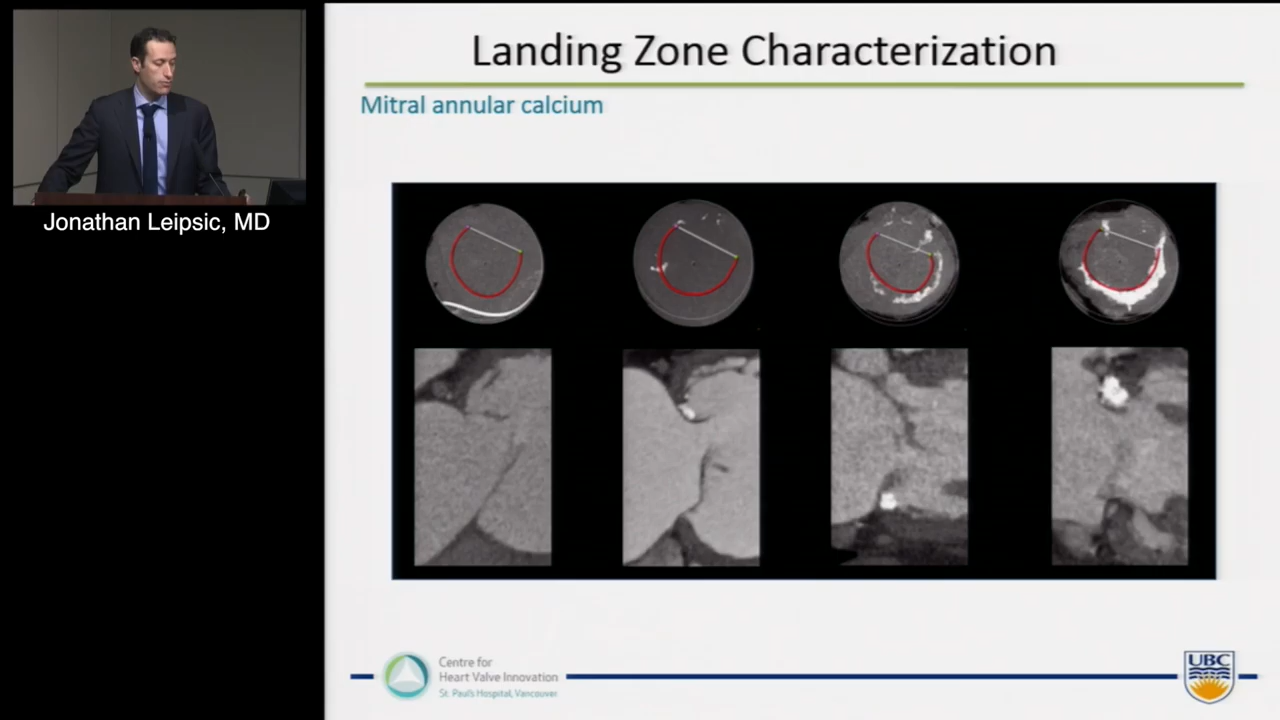 Landing Zone Characterization
Mitral annular calcium
Jonathan Leipsic, MD
Centre for
Heart Valve Innovation
St. Paul's Hospital, Vancouver
UBC